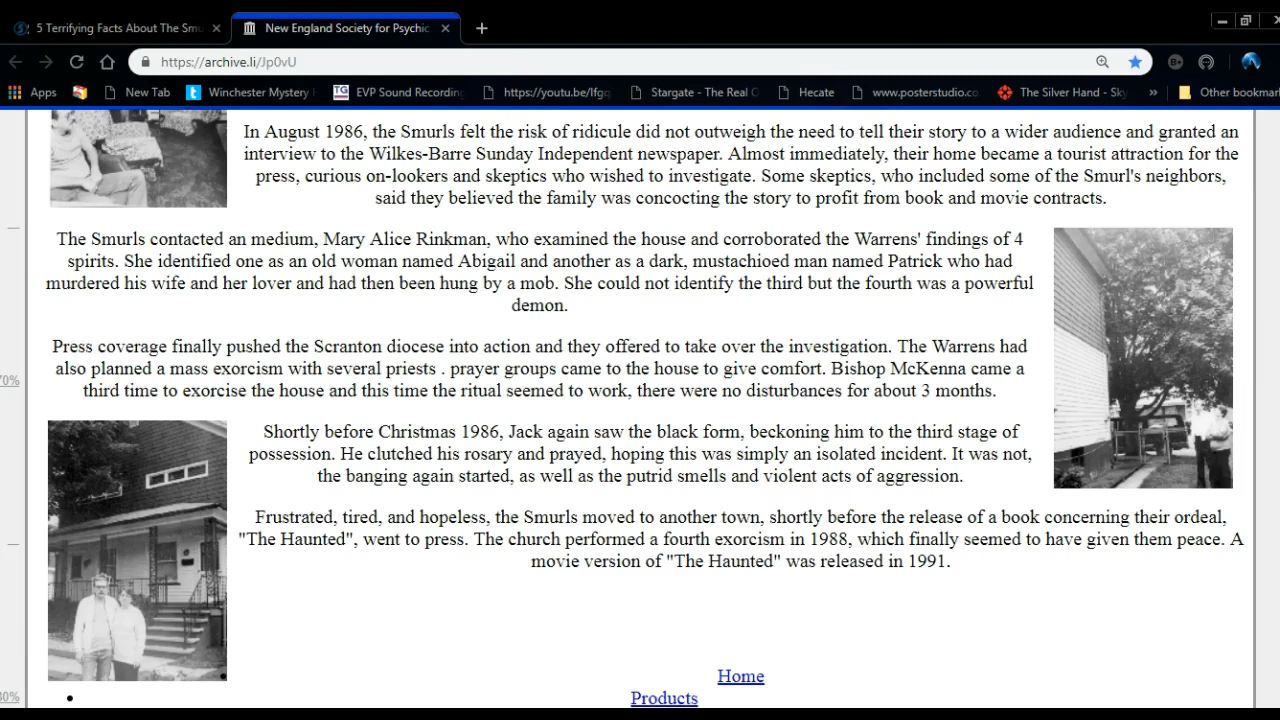 5 Terrifying Facts About The Smu
New England Society for Psychic
https://archive.li/Jp0vU
Apps
New Tab
Winchester Mystery
EVP Sound Recording
https://youtu.be/lfgq
Stargate - The Real O
Hecate
www.posterstudio.co
The Silver Hand - Sky
»
Other bookmar
In August 1986, the Smurls felt the risk of ridicule did not outweigh the need to tell their story to a wider audience and granted an
interview to the Wilkes-Barre Sunday Independent newspaper. Almost immediately, their home became a tourist attraction for the
press, curious on-lookers and skeptics who wished to investigate. Some skeptics, who included some of the Smurl's neighbors,
said they believed the family was concocting the story to profit from book and movie contracts.
The Smurls contacted an medium, Mary Alice Rinkman, who examined the house and corroborated the Warrens' findings of 4
spirits. She identified one as an old woman named Abigail and another as a dark, mustachioed man named Patrick who had
murdered his wife and her lover and had then been hung by a mob. She could not identify the third but the fourth was a powerful
demon.
70%
Press coverage finally pushed the Scranton diocese into action and they offered to take over the investigation. The Warrens had
also planned a mass exorcism with several priests . prayer groups came to the house to give comfort. Bishop McKenna came a
third time to exorcise the house and this time the ritual seemed to work, there were no disturbances for about 3 months.
Shortly before Christmas 1986, Jack again saw the black form, beckoning him to the third stage of
possession. He clutched his rosary and prayed, hoping this was simply an isolated incident. It was not,
the banging again started, as well as the putrid smells and violent acts of aggression.
Frustrated, tired, and hopeless, the Smurls moved to another town, shortly before the release of a book concerning their ordeal,
"The Haunted", went to press. The church performed a fourth exorcism in 1988, which finally seemed to have given them peace. A
movie version of "The Haunted" was released in 1991.
Home
80%
Products